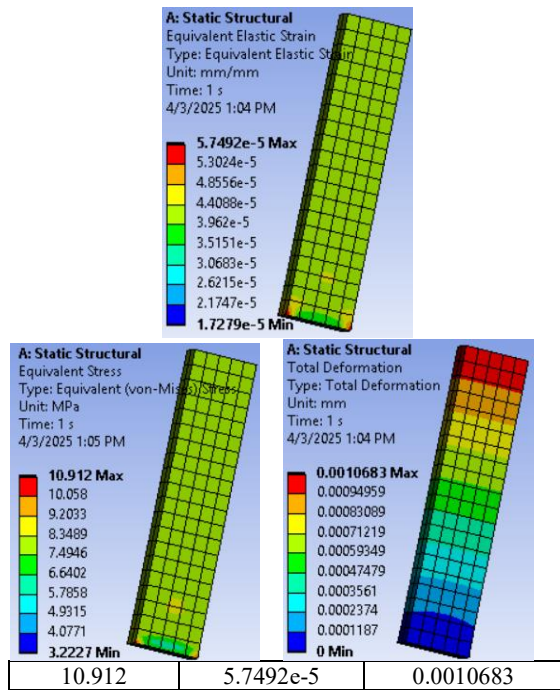 A: Static Structural
Equivalent Elastic Strain
Type: Equivalent Elastic Strain
Unit: mm/mm
Time: 1 s
4/3/2025 1:04 PM
5.7492e-5 Max
5.3024e-5
4.8556e-5
4.4088e-5
3.962e-5
3.5151e-5
3.0683e-5
2.6215e-5
2.1747e-5
1.7279e-5 Min
A: Static Structural
Equivalent Stress
Type: Equivalent (von-Mises) Stress
Unit: MPa
Time: 1 s
4/3/2025 1:05 PM
10.912 Max
10.058
9.2033
8.3489
7.4946
6.6402
5.7858
4.9315
4.0771
3.2227 Min
A: Static Structural
Total Deformation
Type: Total Deformation
Unit: mm
Time: 1 s
4/3/2025 1:04 PM
0.0010683 Max
0.00094959
0.00083089
0.00071219
0.00059349
0.00047479
0.0003561
0.0002374
0.0001187
0 Min
10.912 5.7492e-5 0.0010683